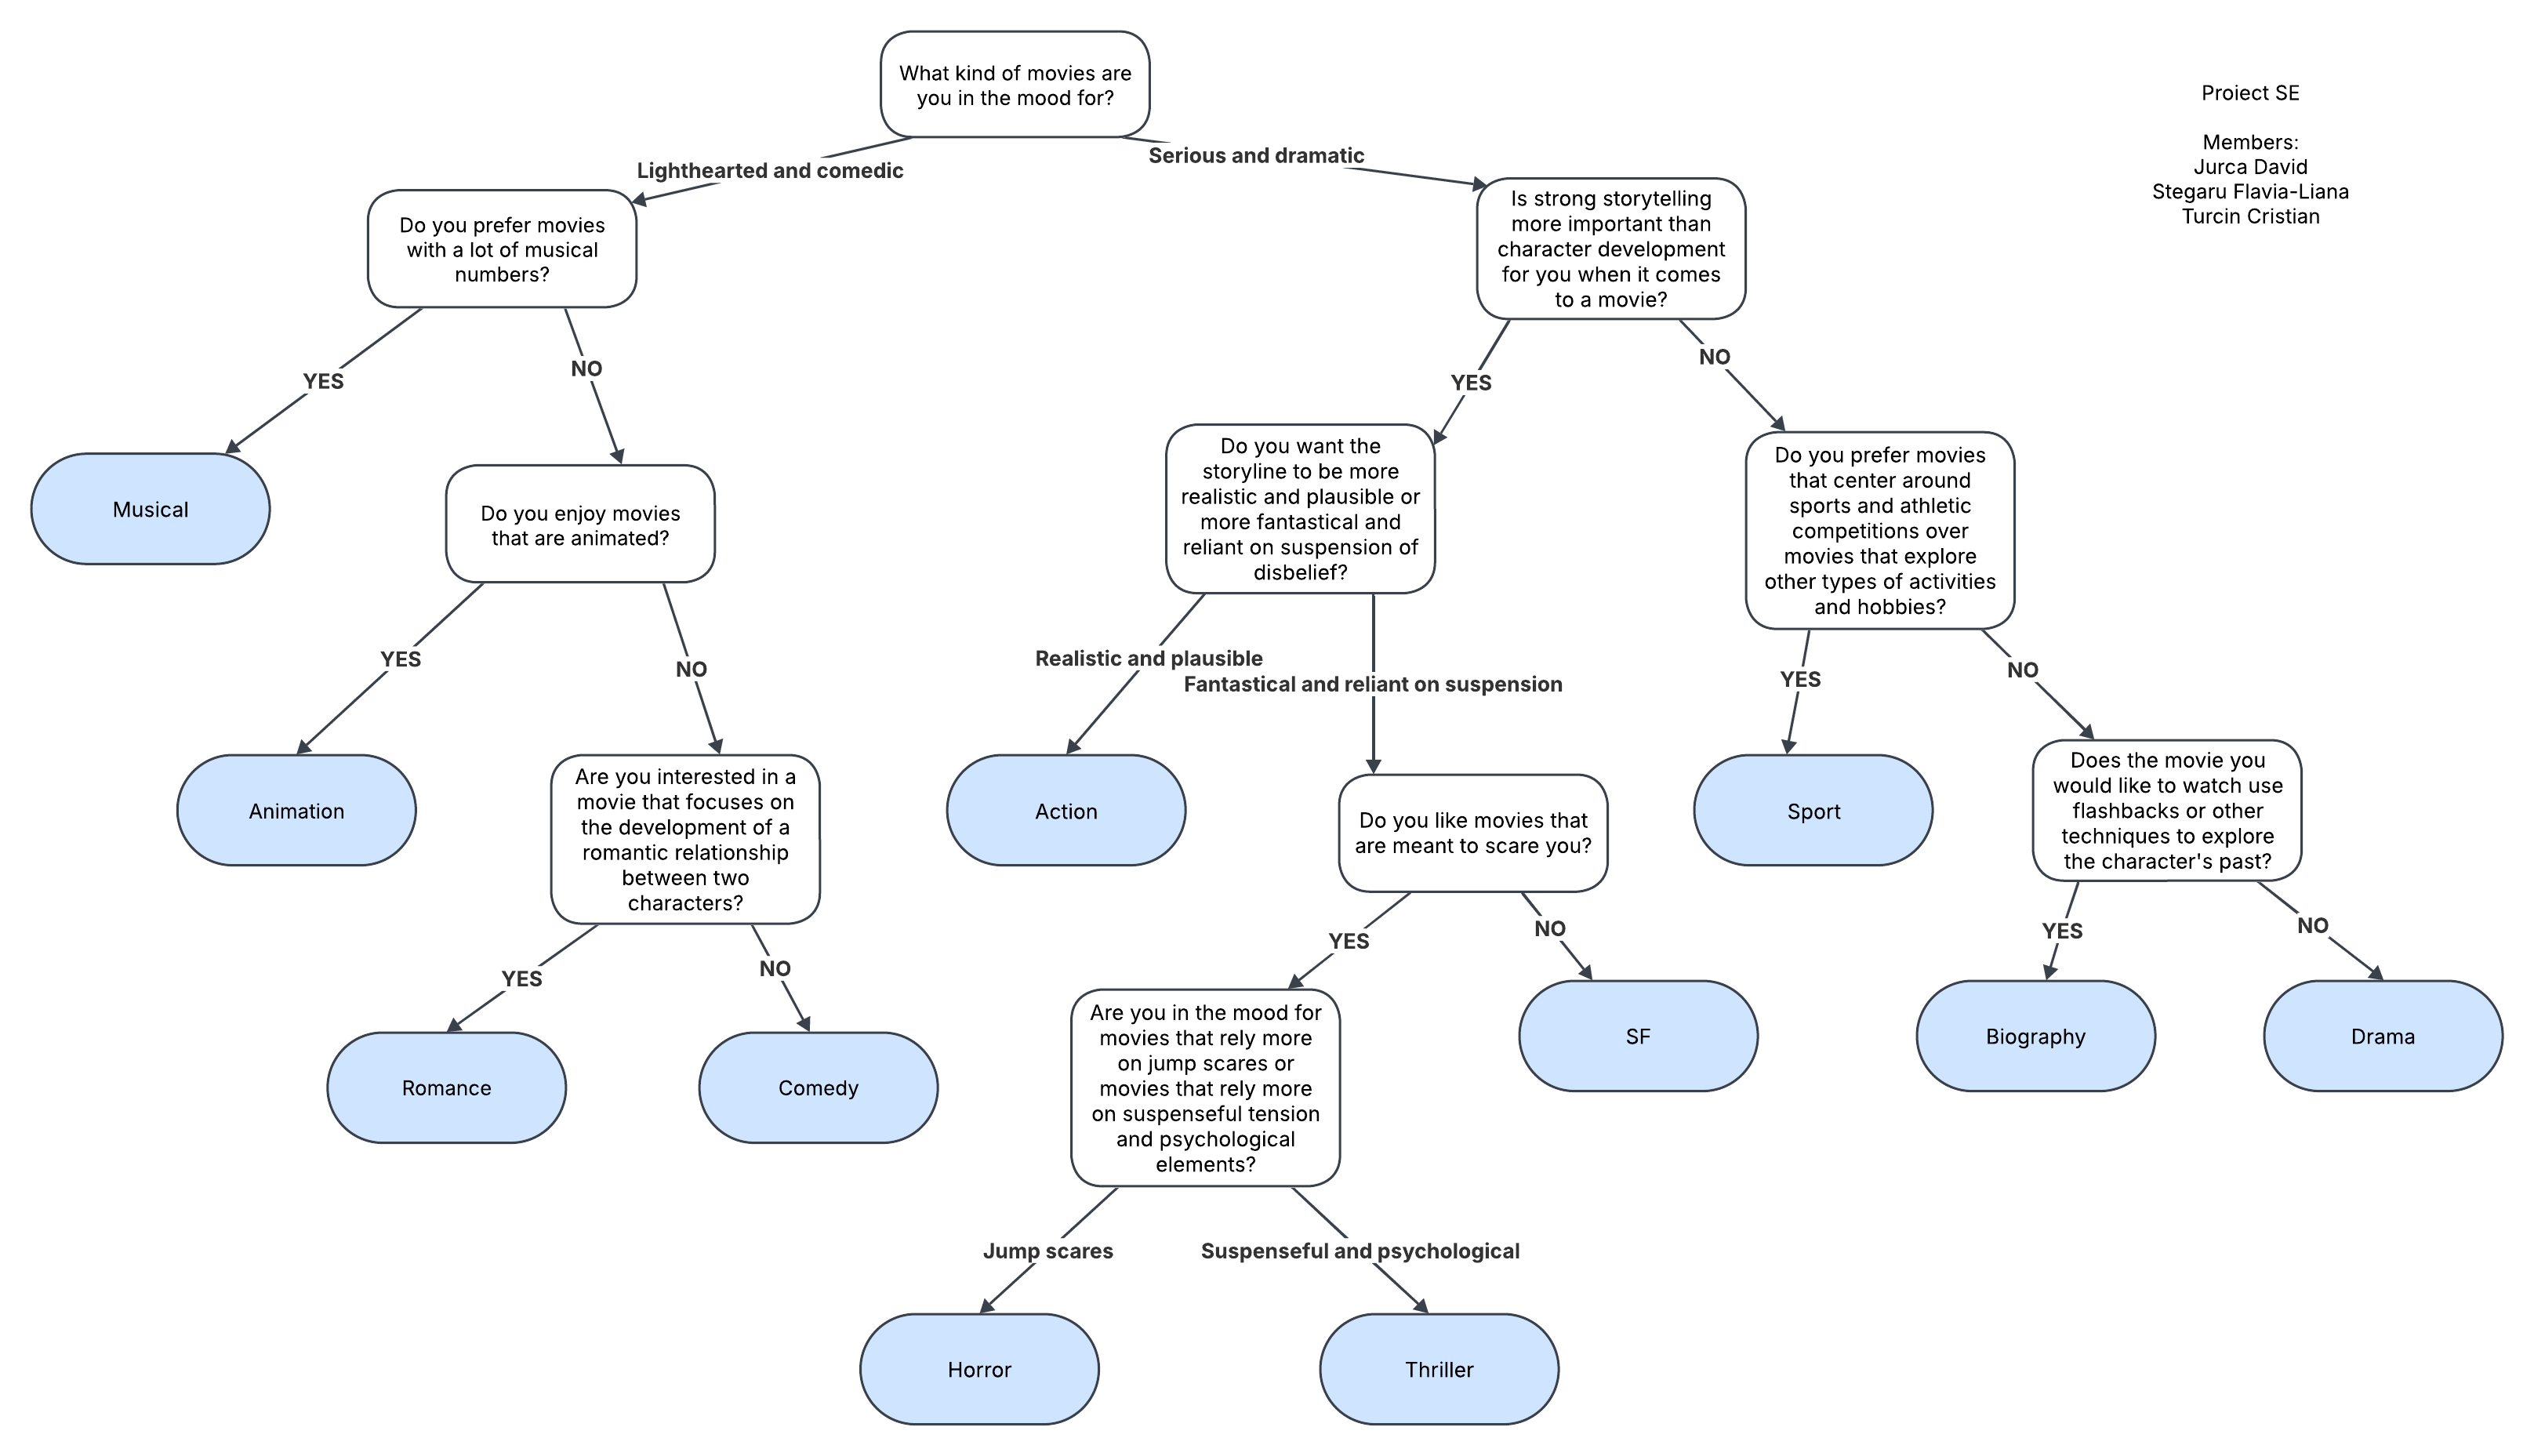 What kind of movies are
you in the mood for?
Proiect SE
Members:
Jurca David
Stegaru Flavia-Liana
Turcin Cristian
Lighthearted and comedic
Serious and dramatic
Do you prefer movies
with a lot of musical
numbers?
Is strong storytelling
more important than
character development
for you when it comes
to a movie?
YES
NO
YES
NO
Musical
Do you enjoy movies
that are animated?
Do you want the
storyline to be more
realistic and plausible or
more fantastical and
reliant on suspension of
disbelief?
Do you prefer movies
that center around
sports and athletic
competitions over
movies that explore
other types of activities
and hobbies?
YES
NO
Realistic and plausible
Fantastical and reliant on suspension
YES
NO
Animation
Are you interested in a
movie that focuses on
the development of a
romantic relationship
between two
characters?
Action
Do you like movies that
are meant to scare you?
Sport
Does the movie you
would like to watch use
flashbacks or other
techniques to explore
the character's past?
YES
NO
YES
NO
YES
NO
Romance
Comedy
Are you in the mood for
movies that rely more
on jump scares or
movies that rely more
on suspenseful tension
and psychological
elements?
SF
Biography
Drama
Jump scares
Suspenseful and psychological
Horror
Thriller